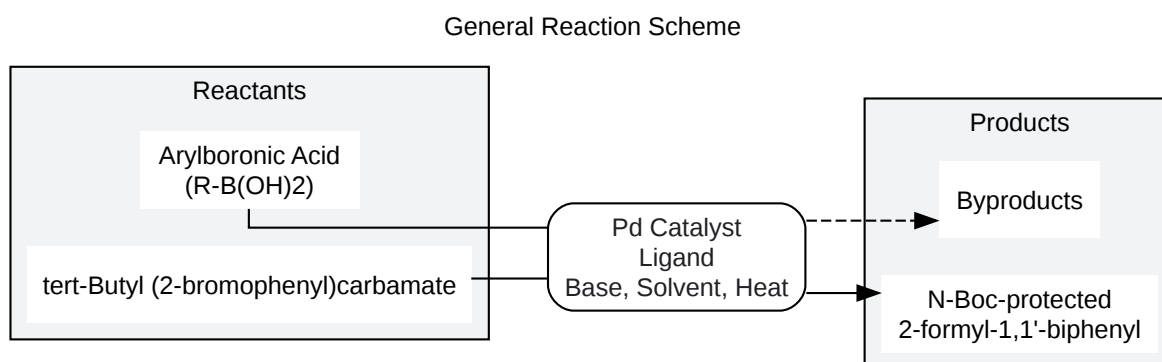 General Reaction Scheme
Reactants
Arylboronic Acid
(R-B(OH)2)
tert-Butyl (2-bromophenyl)carbamate
Pd Catalyst
Ligand
Base, Solvent, Heat
Products
Byproducts
N-Boc-protected
2-formyl-1,1'-biphenyl